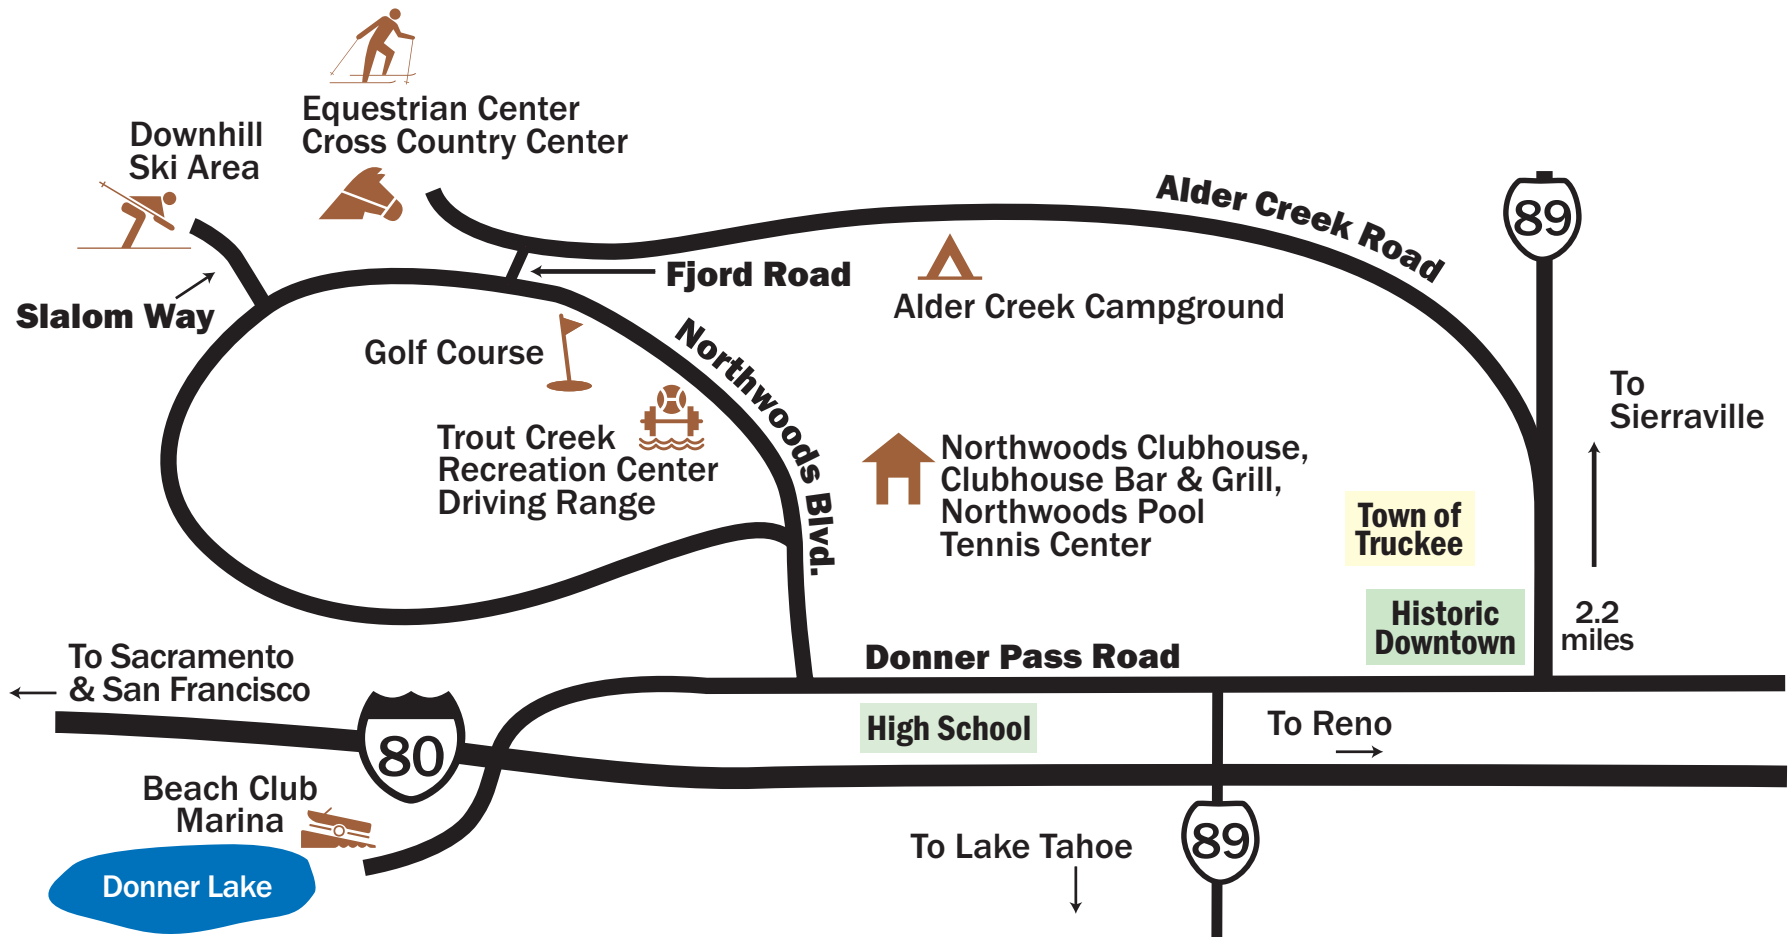 Equestrian Center
Cross Country Center
Downhill
Ski Area
Alder Creek Road
89
Slalom Way
Fjord Road
Alder Creek Campground
Golf Course
Northwoods Blvd.
To
Sierraville
Trout Creek
Recreation Center
Driving Range
Northwoods Clubhouse,
Clubhouse Bar & Grill,
Northwoods Pool
Tennis Center
Town of
Truckee
Historic
Downtown
2.2
miles
To Sacramento
& San Francisco
Donner Pass Road
High School
To Reno
80
Beach Club
Marina
To Lake Tahoe
89
Donner Lake